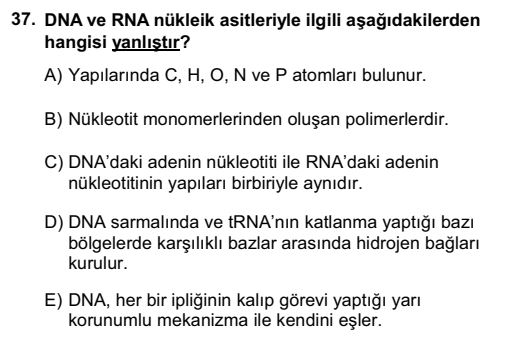 37. DNA ve RNA nükleik asitleriyle ilgili aşağıdakilerden
hangisi yanlıştır?
A) Yapılarında C, H, O, N ve P atomları bulunur.
B) Nükleotit monomerlerinden oluşan polimerlerdir.
C) DNA'daki adenin nükleotiti ile RNA'daki adenin
nükleotitinin yapıları birbiriyle aynıdır.
D) DNA sarmalında ve tRNA'nın katlanma yaptığı bazı
bölgelerde karşılıklı bazlar arasında hidrojen bağları
kurulur.
E) DNA, her bir ipliğinin kalıp görevi yaptığı yarı
korunumlu mekanizma ile kendini eşler.